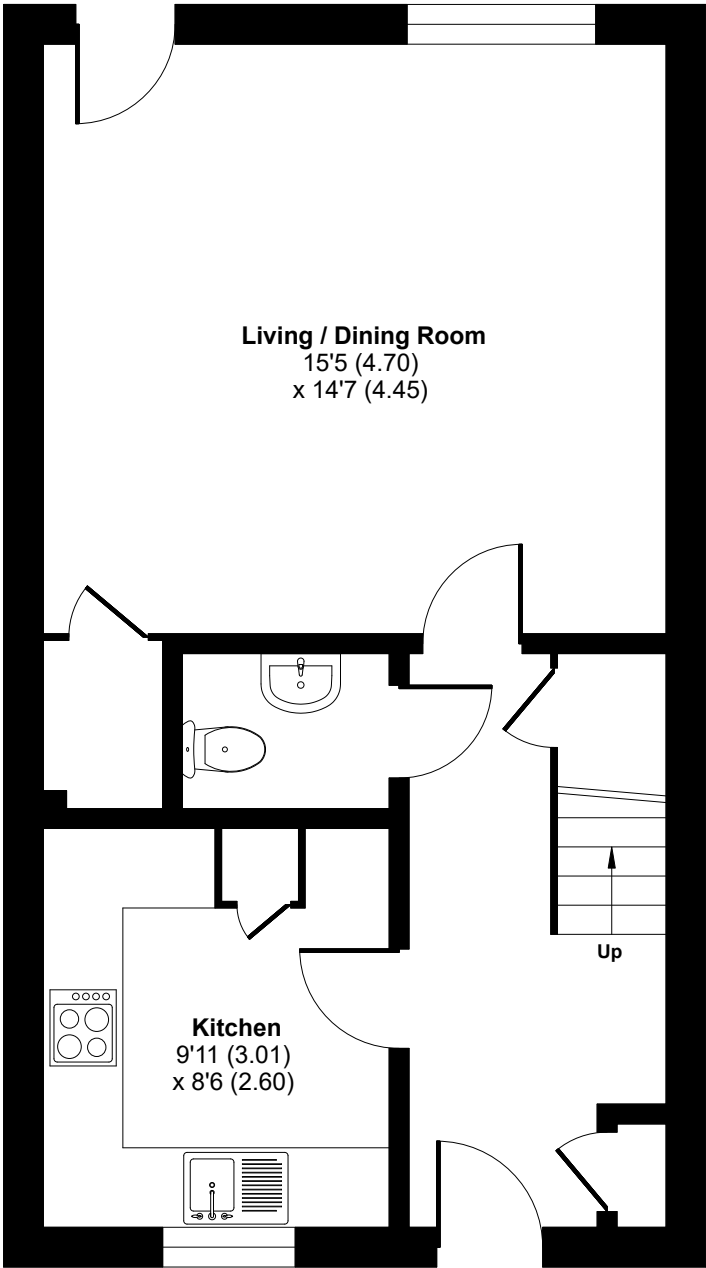 Living / Dining Room
15'5 (4.70)
x 14'7 (4.45)
Up
Kitchen
9'11 (3.01)
x 8'6 (2.60)